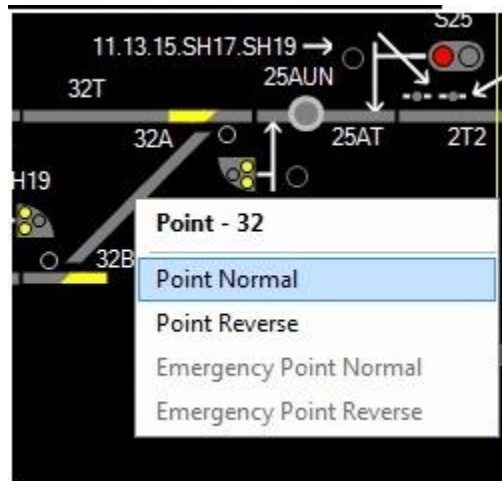 S25
11.13.15.SH17.SH19
25AUN
32T
32A
25AT
2T2
H19
32B
Point - 32
Point Normal
Point Reverse
Emergency Point Normal
Emergency Point Reverse